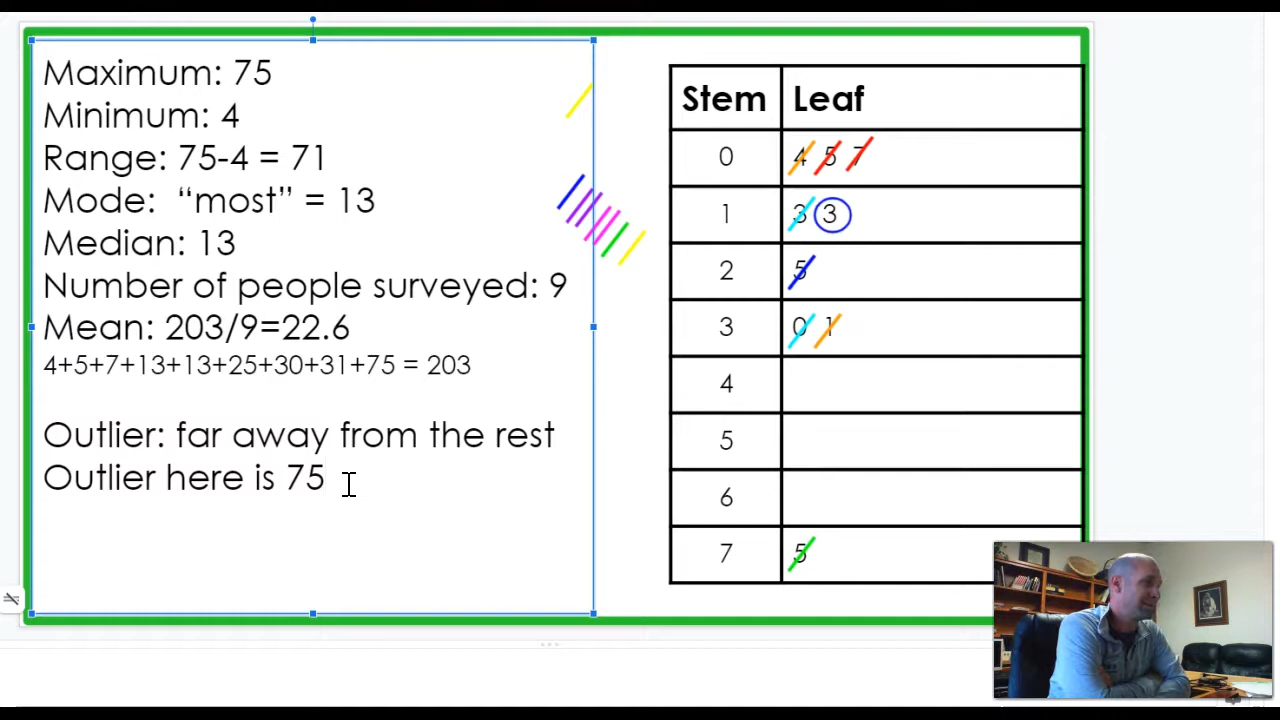 Maximum: 75
Minimum: 4
Range: 75-4 = 71
Mode: “most” = 13
Median: 13
Number of people surveyed: 9
Mean: 203/9=22.6
4+5+7+13+13+25+30+31+75 = 203
Outlier: far away from the rest
Outlier here is 75
Stem Leaf
0 4 5 7
1 3 3
2 5
3 0 1
4
5
6
7 5